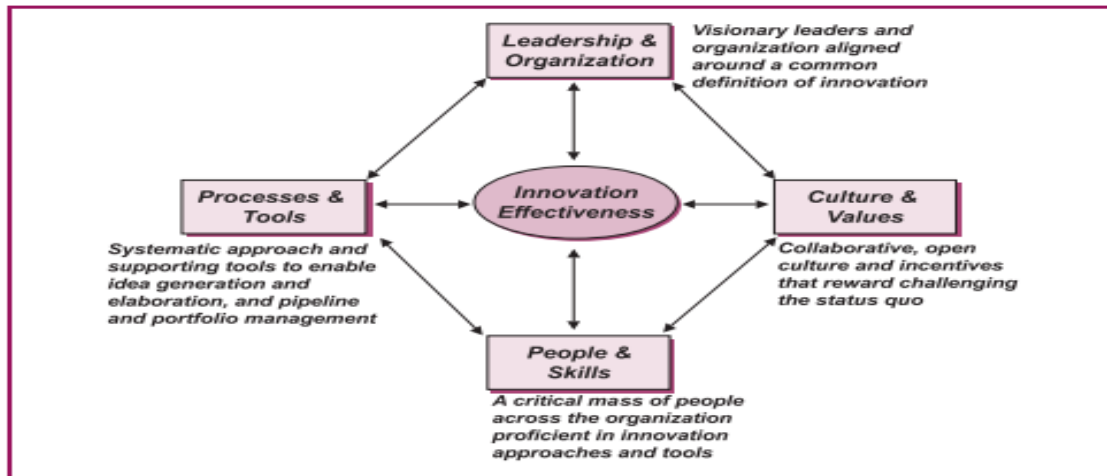 Leadership &
Organization
Visionary leaders and
organization aligned
around a common
definition of innovation
Processes &
Tools
Systematic approach and
supporting tools to enable
idea generation and
elaboration, and pipeline
and portfolio management
Innovation
Effectiveness
Culture &
Values
Collaborative, open
culture and incentives
that reward challenging
the status quo
People &
Skills
A critical mass of people
across the organization
proficient in innovation
approaches and tools